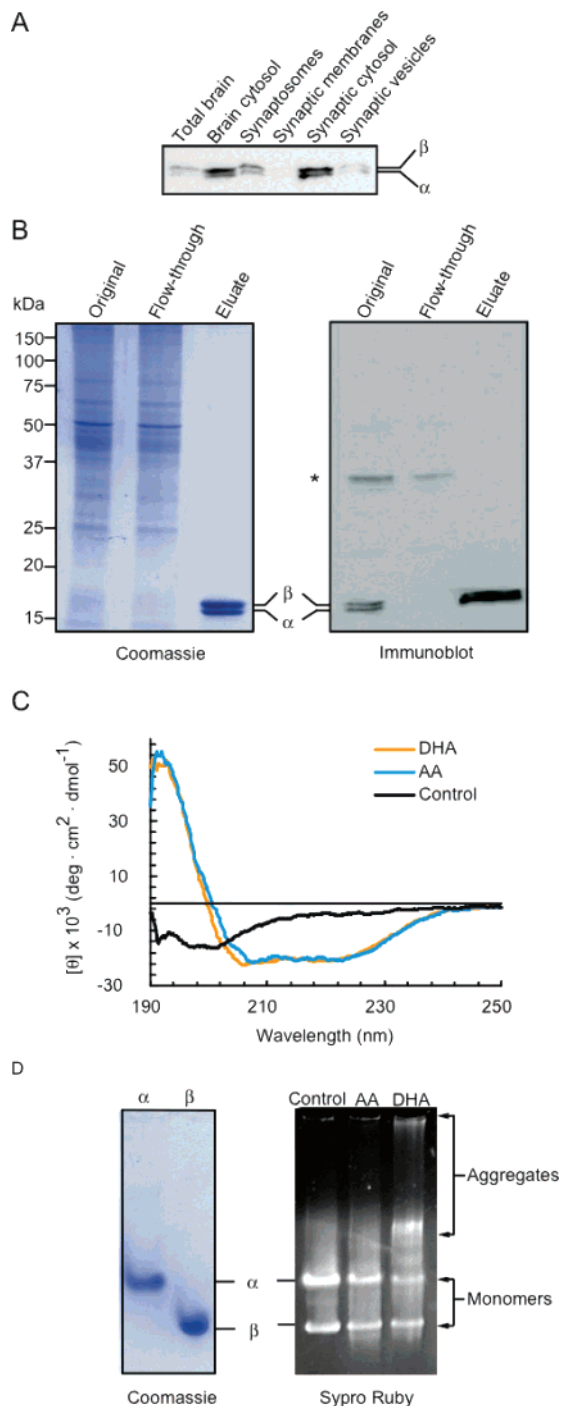 A
Total brain
Brain cytosol
Synaptosomes
Synaptic membranes
Synaptic cytosol
Synaptic vesicles
β
α
B
kDa
Original
Flow-through
Eluate
Original
Flow-through
Eluate
150
100
75
50
37
25
20
15
*
β
α
Coomassie
Immunoblot
C
[θ] x 10³ (deg · cm² · dmol⁻¹)
50
30
10
-10
-30
DHA
AA
Control
190
210
230
250
Wavelength (nm)
D
α
β
Control
AA
DHA
Aggregates
α
Monomers
β
Coomassie
Sypro Ruby